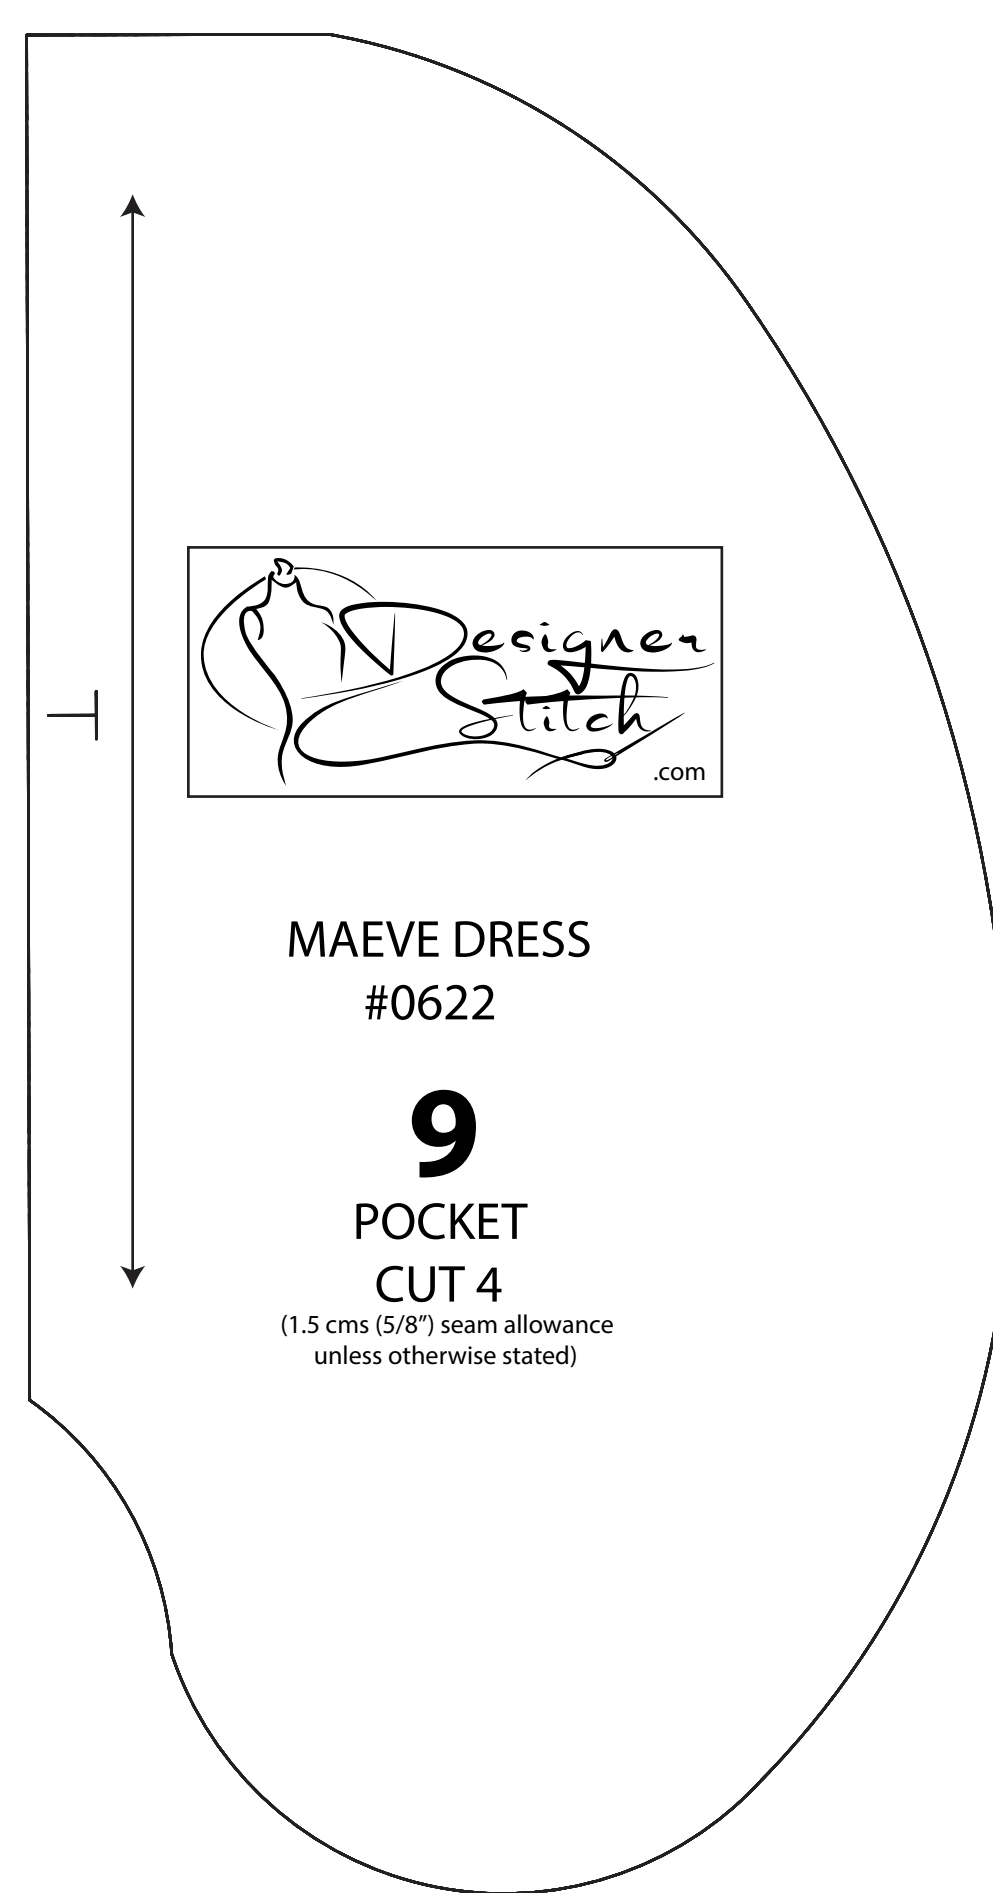 Designer
Stitch
.com
MAEVE DRESS
#0622
9
POCKET
CUT 4
(1.5 cms (5/8”) seam allowance
unless otherwise stated)